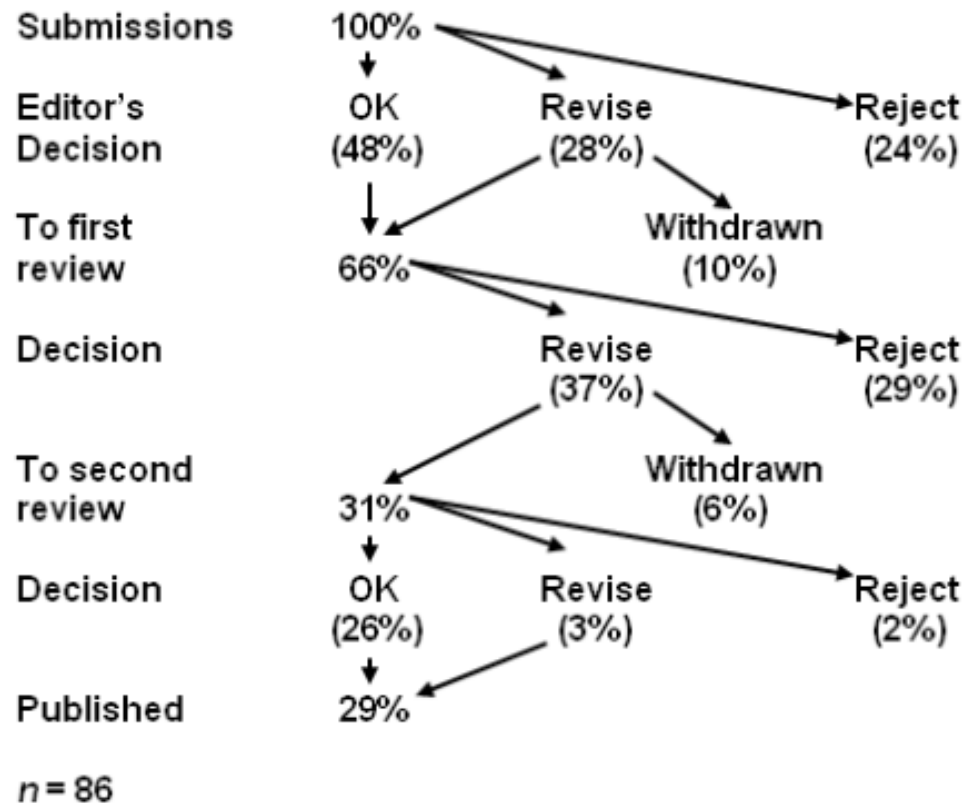 Submissions 100%
Editor's OK Revise Reject
Decision (48%) (28%) (24%)
To first Withdrawn
review 66% (10%)
Decision Revise Reject
(37%) (29%)
To second Withdrawn
review 31% (6%)
Decision OK Revise Reject
(26%) (3%) (2%)
Published 29%
n = 86